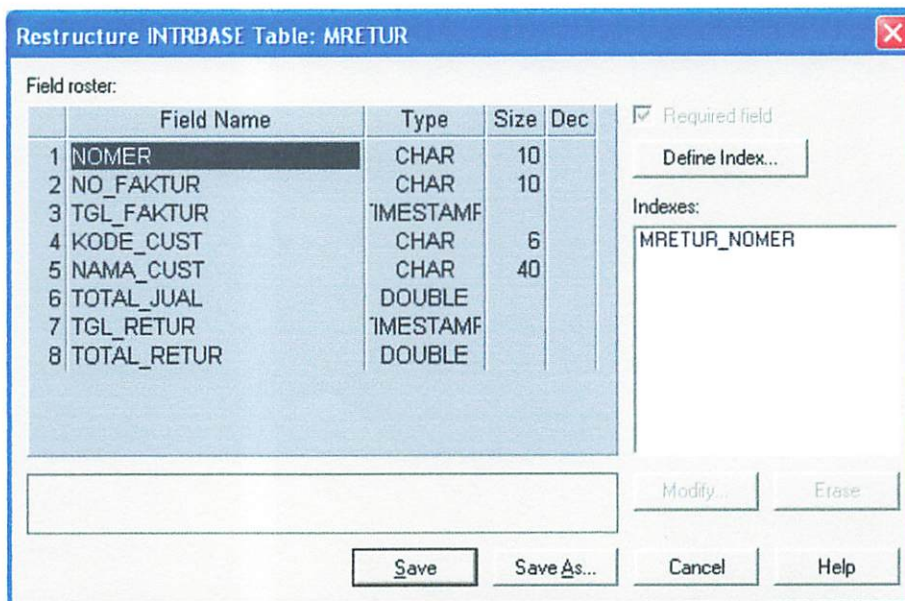 Restructure INTRBASE Table: MRETUR
Field roster:
Field Name Type Size Dec
1 NOMER CHAR 10
2 NO_FAKTUR CHAR 10
3 TGL_FAKTUR TIMESTAMP
4 KODE_CUST CHAR 6
5 NAMA_CUST CHAR 40
6 TOTAL_JUAL DOUBLE
7 TGL_RETUR TIMESTAMP
8 TOTAL_RETUR DOUBLE
Required field
Define Index...
Indexes:
MRETUR_NOMER
Modify... Erase
Save Save As... Cancel Help